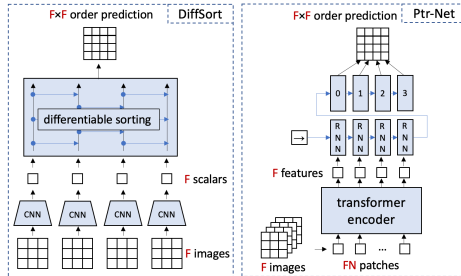 F×F order prediction
DiffSort
differentiable sorting
F scalars
CNN CNN CNN CNN
F images
F×F order prediction
Ptr-Net
0 1 2 3
RNN RNN RNN RNN
F features
transformer
encoder
F images
...
FN patches